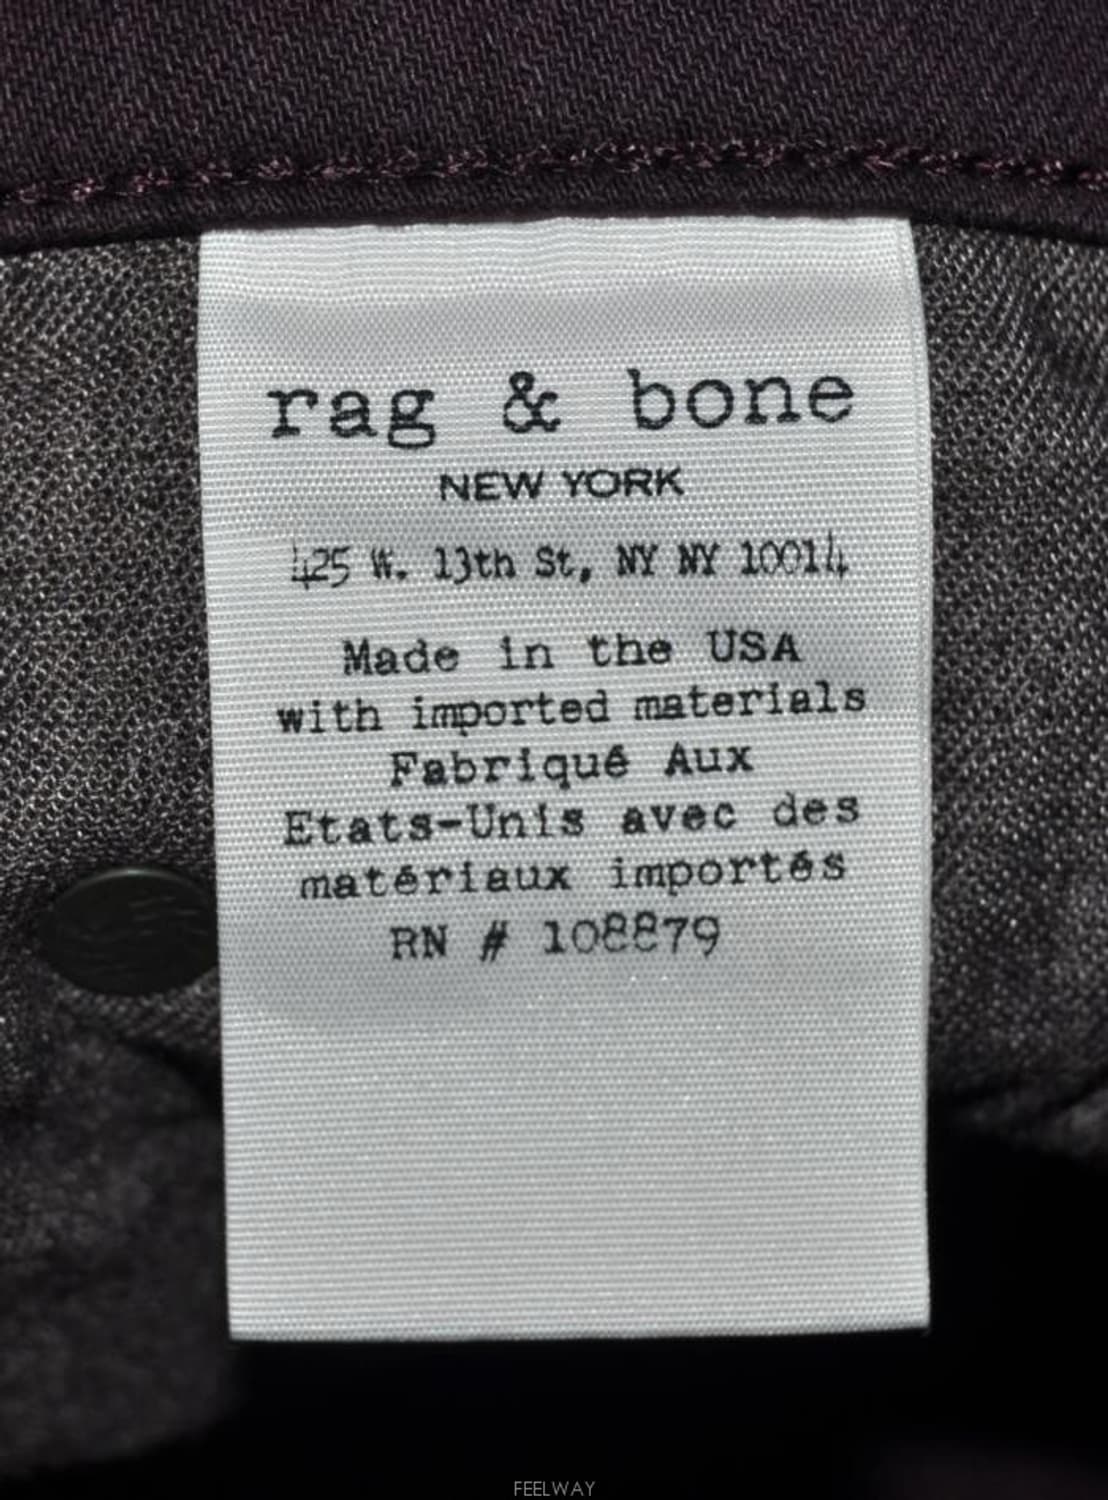 rag & bone
NEW YORK
425 W. 13th St, NY NY 10014
Made in the USA
with imported materials
Fabriqué Aux
Etats-Unis avec des
matériaux importés
RN # 108879
FEELWAY